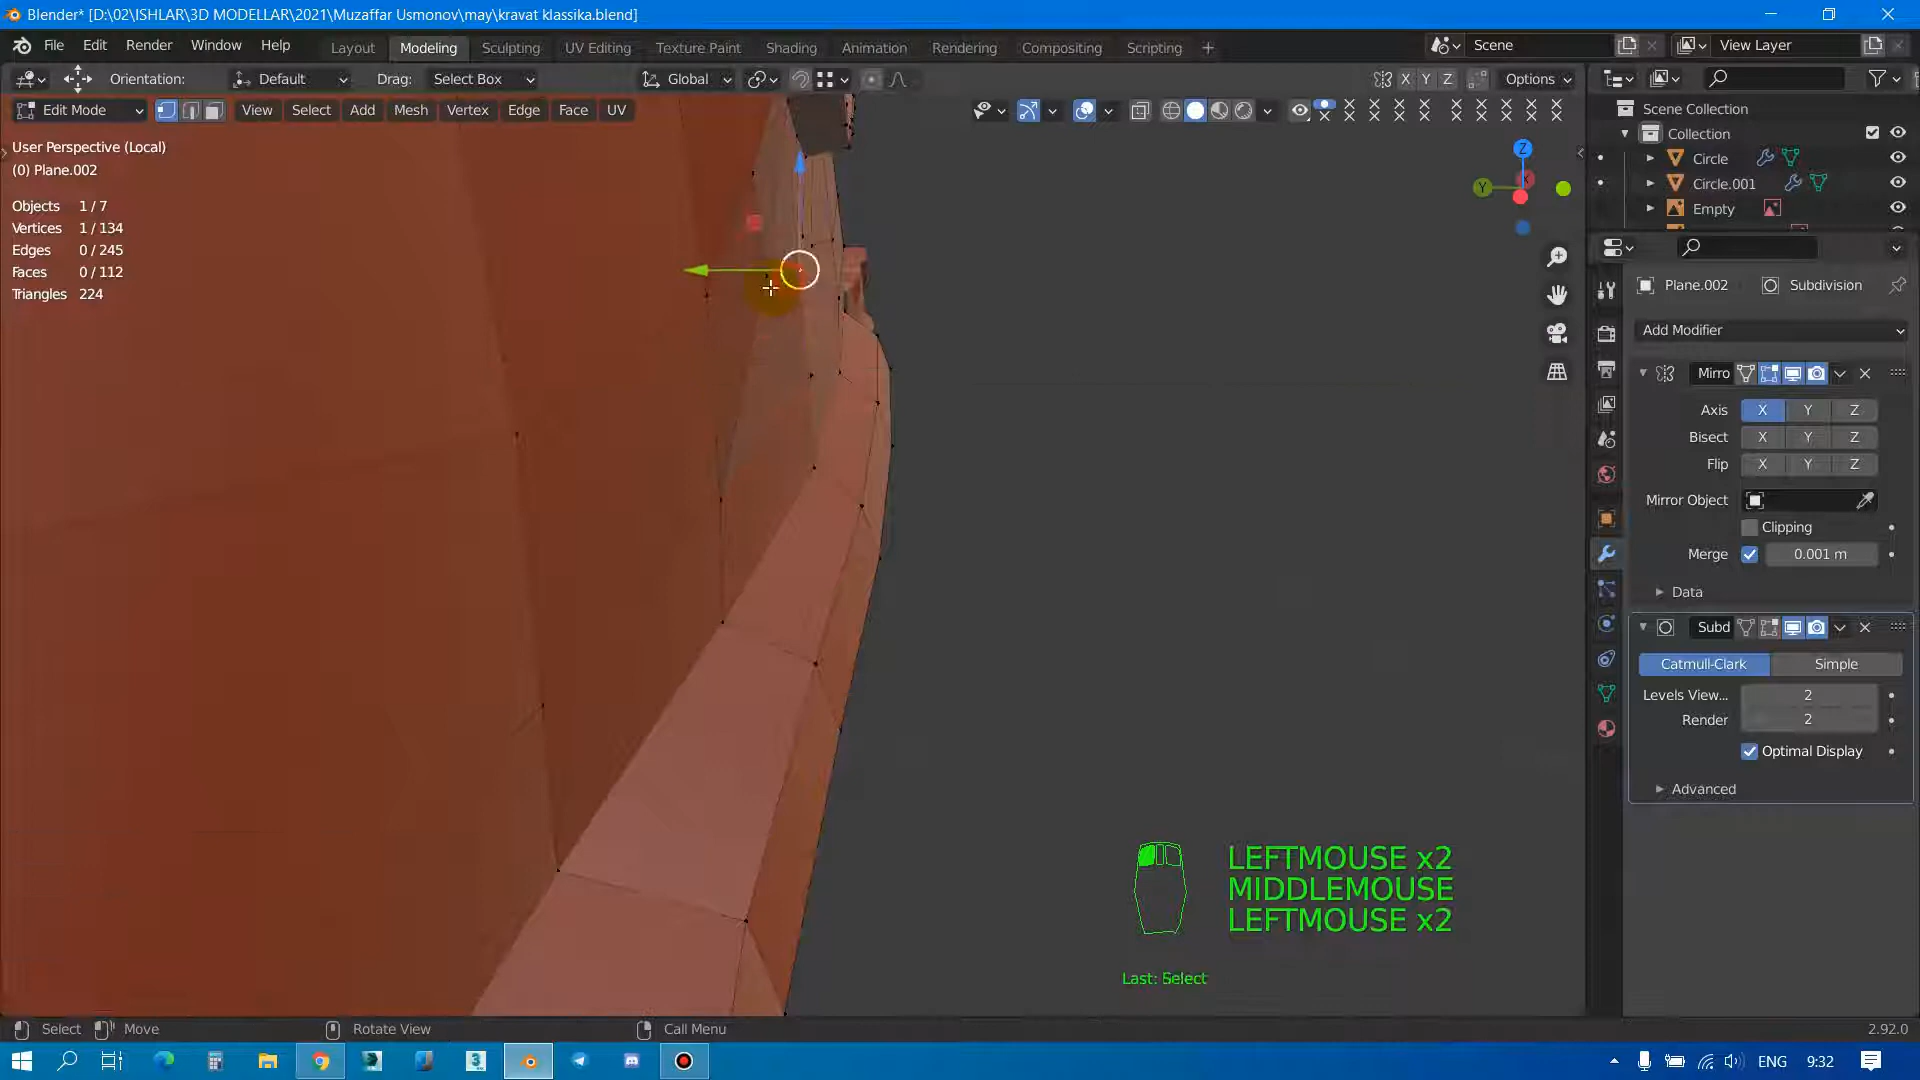 Blender* [D:\02\ISHLAR\3D MODELLAR\2021\Muzaffar Usmonov\may\kravat klassika.blend]
File Edit Render Window Help
Layout Modeling Sculpting UV Editing Texture Paint Shading Animation Rendering Compositing Scripting
Scene
View Layer
Orientation: Default Drag: Select Box
Global
X Y Z Options
Edit Mode View Select Add Mesh Vertex Edge Face UV
User Perspective (Local)
(0) Plane.002
Objects 1 / 7
Vertices 1 / 134
Edges 0 / 245
Faces 0 / 112
Triangles 224
Z
Y
X
Scene Collection
Collection
Circle
Circle.001
Empty
Plane.002 Subdivision
Add Modifier
Mirro
Axis X Y Z
Bisect X Y Z
Flip X Y Z
Mirror Object
Clipping
Merge 0.001 m
Data
Subd
Catmull-Clark Simple
Levels View... 2
Render 2
Optimal Display
Advanced
LEFTMOUSE x2
MIDDLEMOUSE
LEFTMOUSE x2
Last: Select
Select Move Rotate View Call Menu 2.92.0
ENG 9:32